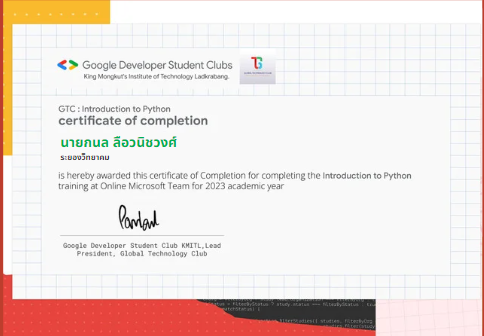 Google Developer Student Clubs
King Mongkut's Institute of Technology Ladkrabang.
GTC : Introduction to Python
certificate of completion
นายกนล ลือวนิชวงศ์
ระยองวิทยาคม
is hereby awarded this certificate of Completion for completing the Introduction to Python
training at Online Microsoft Team for 2023 academic year
Google Developer Student Club KMITL,Lead
President, Global Technology Club